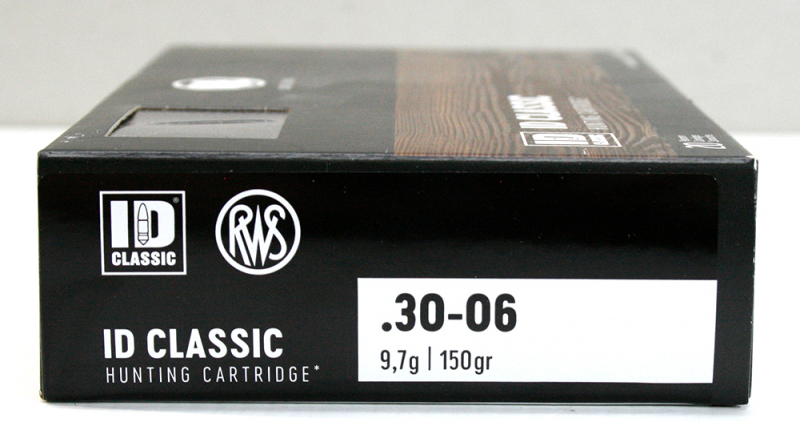 ID CLASSIC
ID
®
CLASSIC
RWS
.30-06
9,7g | 150gr
ID CLASSIC
HUNTING CARTRIDGE*